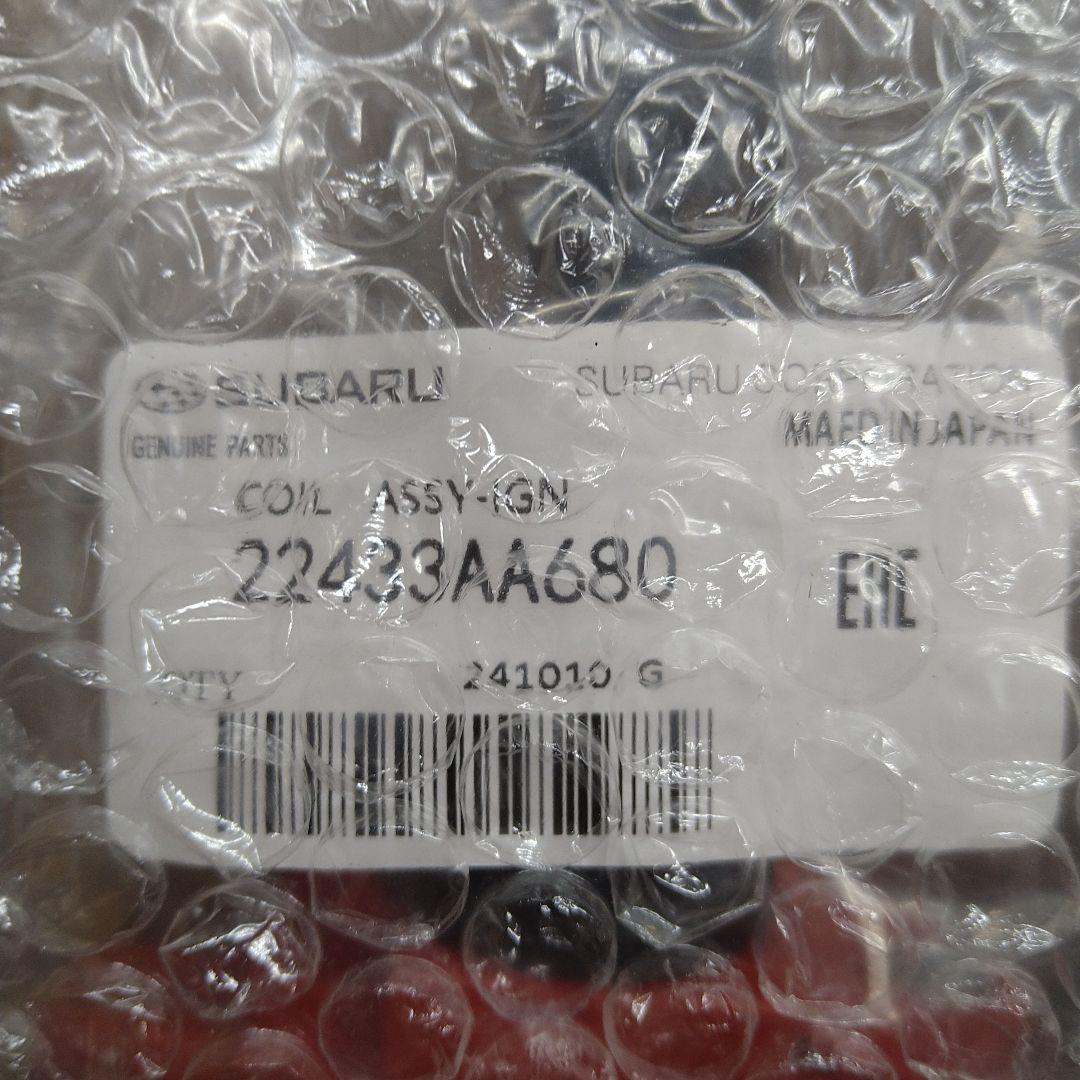 SUBARU SUBARU CORPORATION
GENUINE PARTS MAED IN JAPAN
COIL ASSY-IGN
22433AA680
EAC
QTY 241010 G